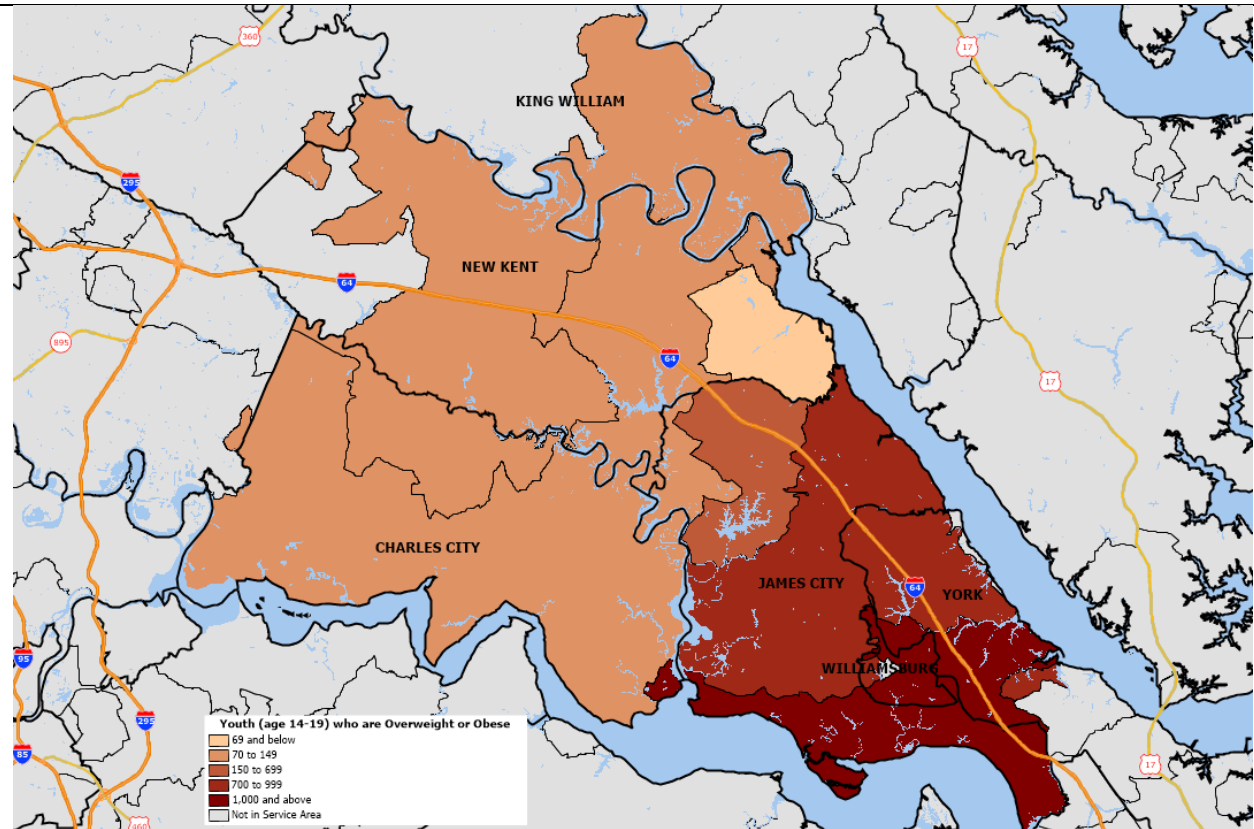 360
17
KING WILLIAM
295
NEW KENT
64
895
64
17
CHARLES CITY
JAMES CITY
64
YORK
95
WILLIAMSBURG
295
85
17
460
Youth (age 14-19) who are Overweight or Obese
69 and below
70 to 149
150 to 699
700 to 999
1,000 and above
Not in Service Area